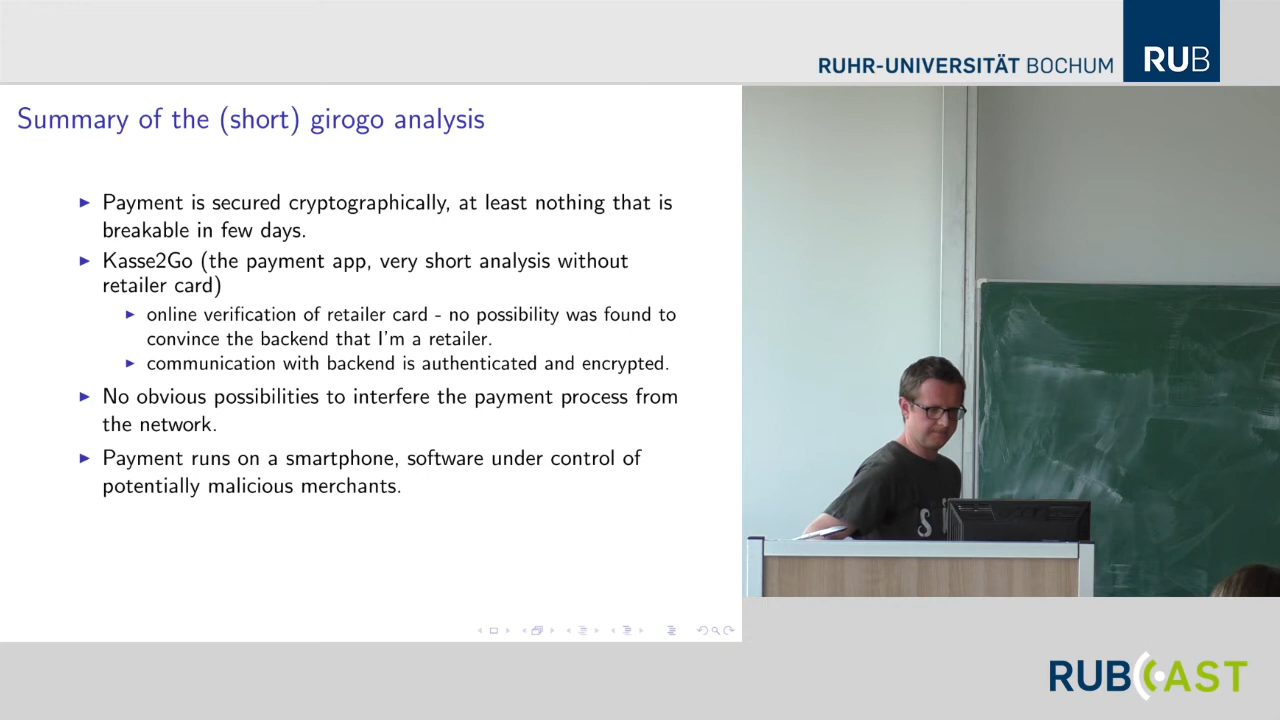 RUHR-UNIVERSITÄT BOCHUM
RUB
Summary of the (short) girogo analysis
Payment is secured cryptographically, at least nothing that is
breakable in few days.
Kasse2Go (the payment app, very short analysis without
retailer card)
online verification of retailer card - no possibility was found to
convince the backend that I'm a retailer.
communication with backend is authenticated and encrypted.
No obvious possibilities to interfere the payment process from
the network.
Payment runs on a smartphone, software under control of
potentially malicious merchants.
RUBCAST